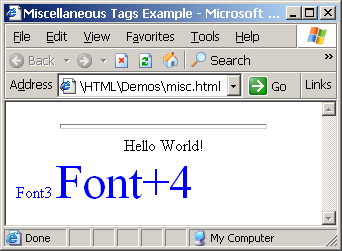 Miscellaneous Tags Example - Microsoft ...
File Edit View Favorites Tools Help
Back Search
Address \HTML\Demos\misc.html Go Links
Hello World!
Font3 Font+4
Done My Computer